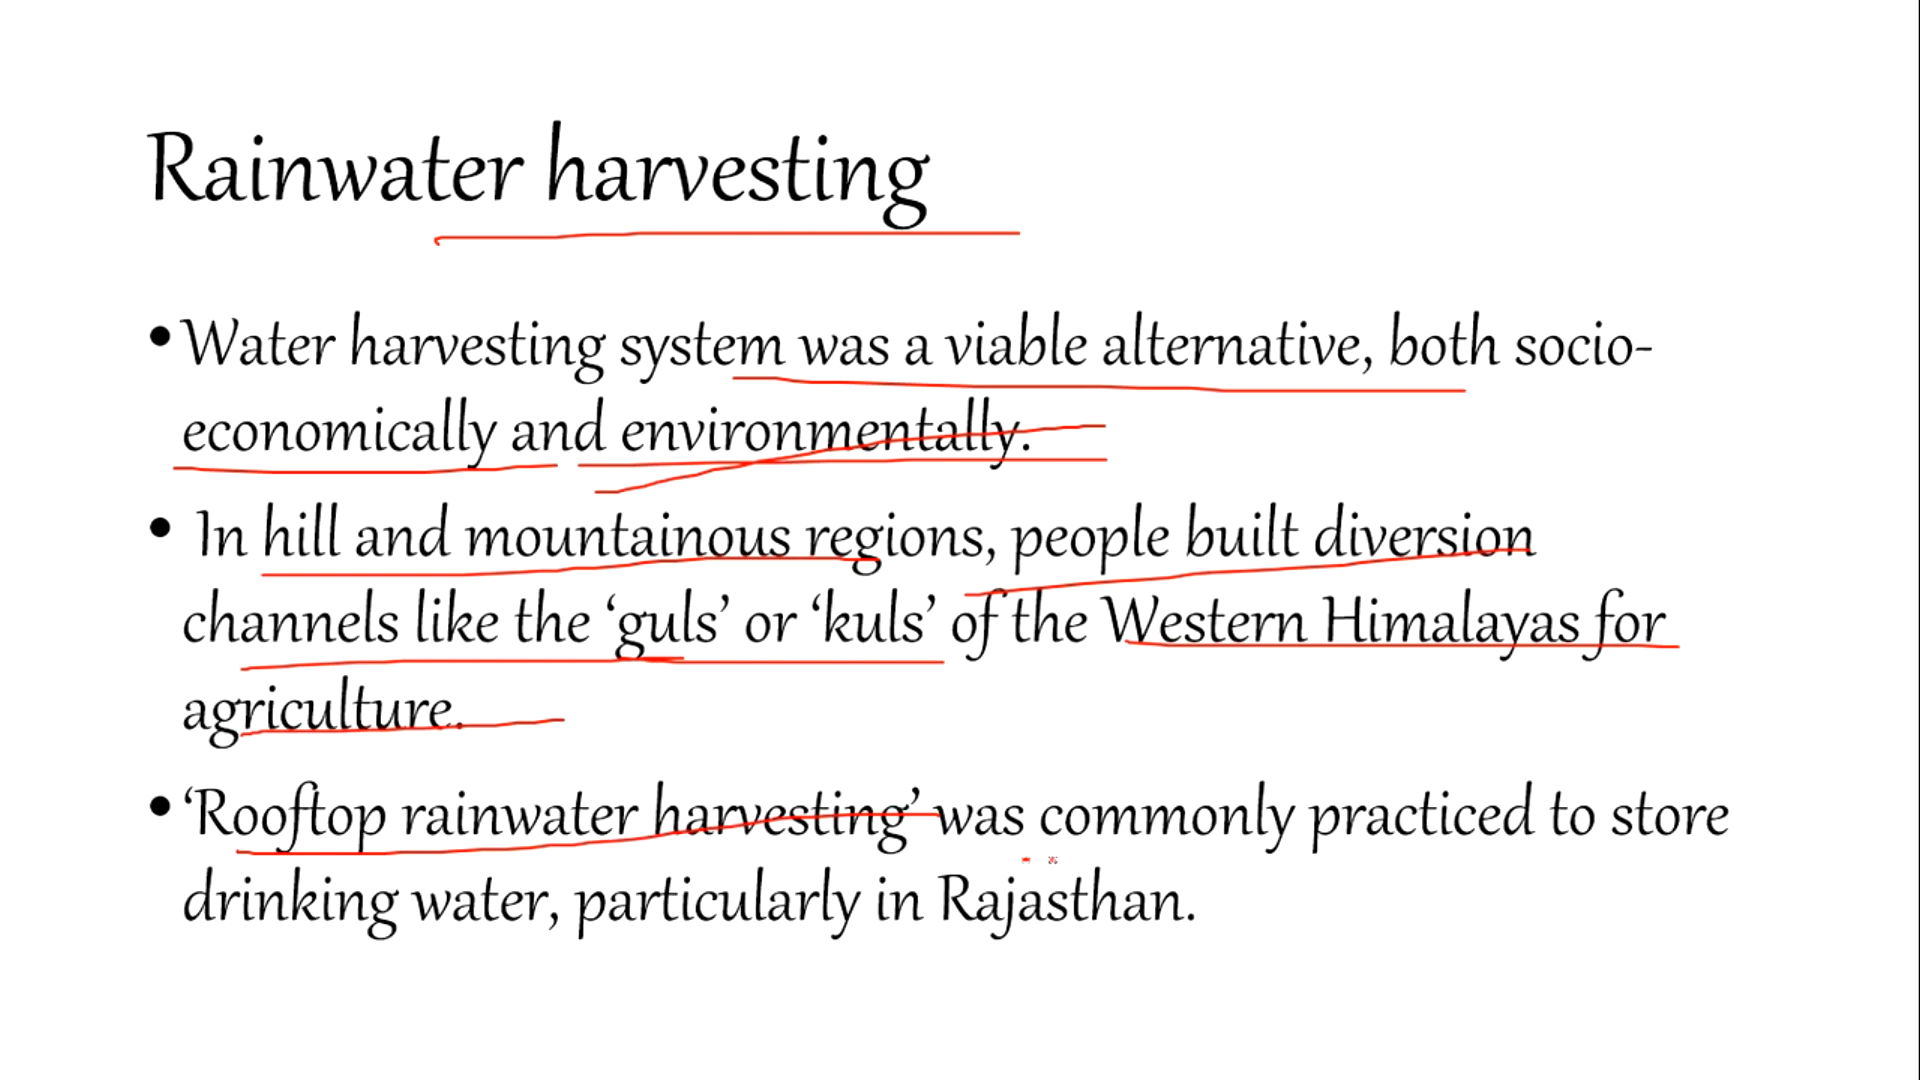 Rainwater harvesting
•Water harvesting system was a viable alternative, both socio-
economically and environmentally.
• In hill and mountainous regions, people built diversion
channels like the ‘guls’ or ‘kuls’ of the Western Himalayas for
agriculture.
•‘Rooftop rainwater harvesting’ was commonly practiced to store
drinking water, particularly in Rajasthan.